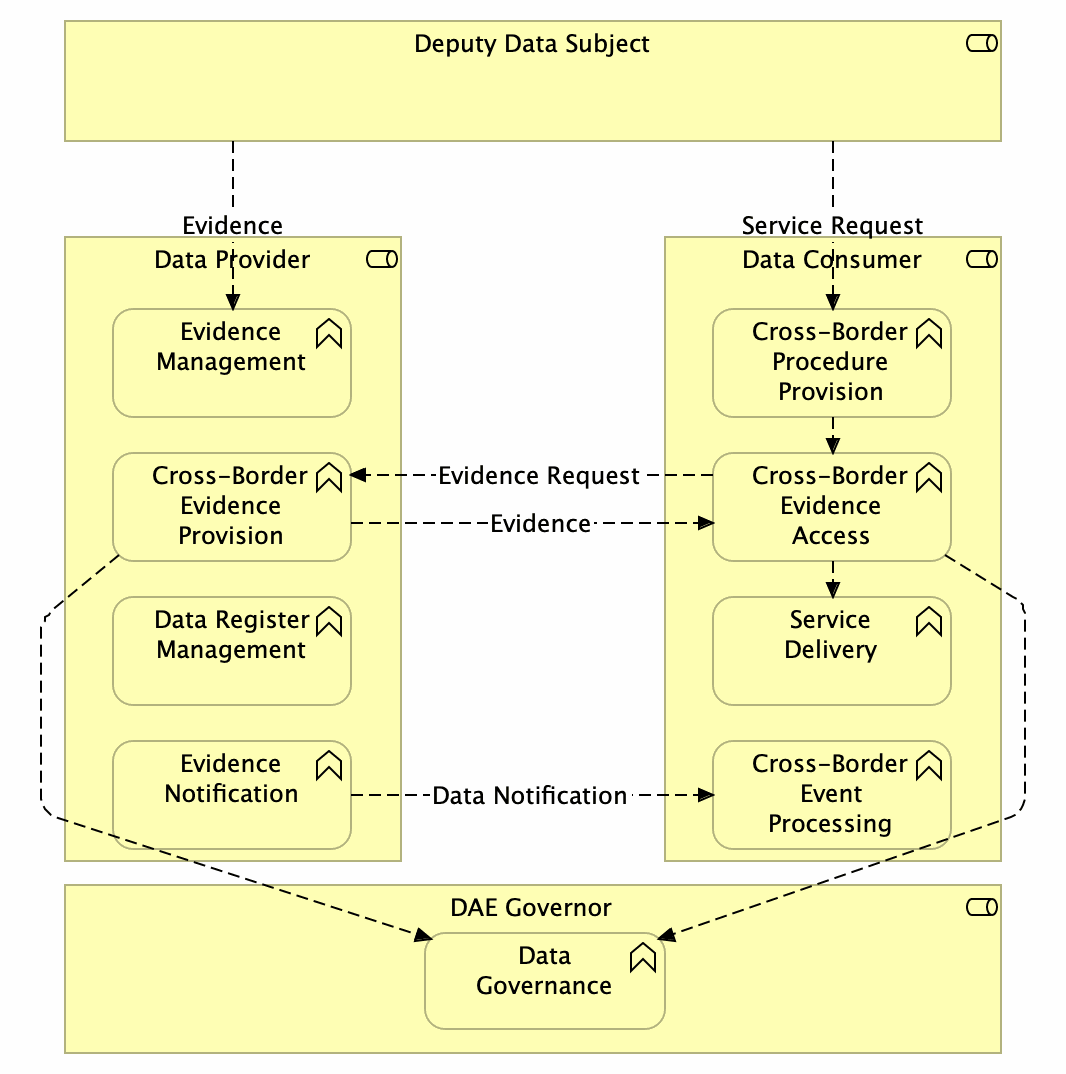 Deputy Data Subject
Evidence
Service Request
Data Provider
Data Consumer
Evidence
Management
Cross-Border
Procedure
Provision
Cross-Border
Evidence
Provision
Evidence Request
Evidence
Cross-Border
Evidence
Access
Data Register
Management
Service
Delivery
Evidence
Notification
Data Notification
Cross-Border
Event
Processing
DAE Governor
Data
Governance